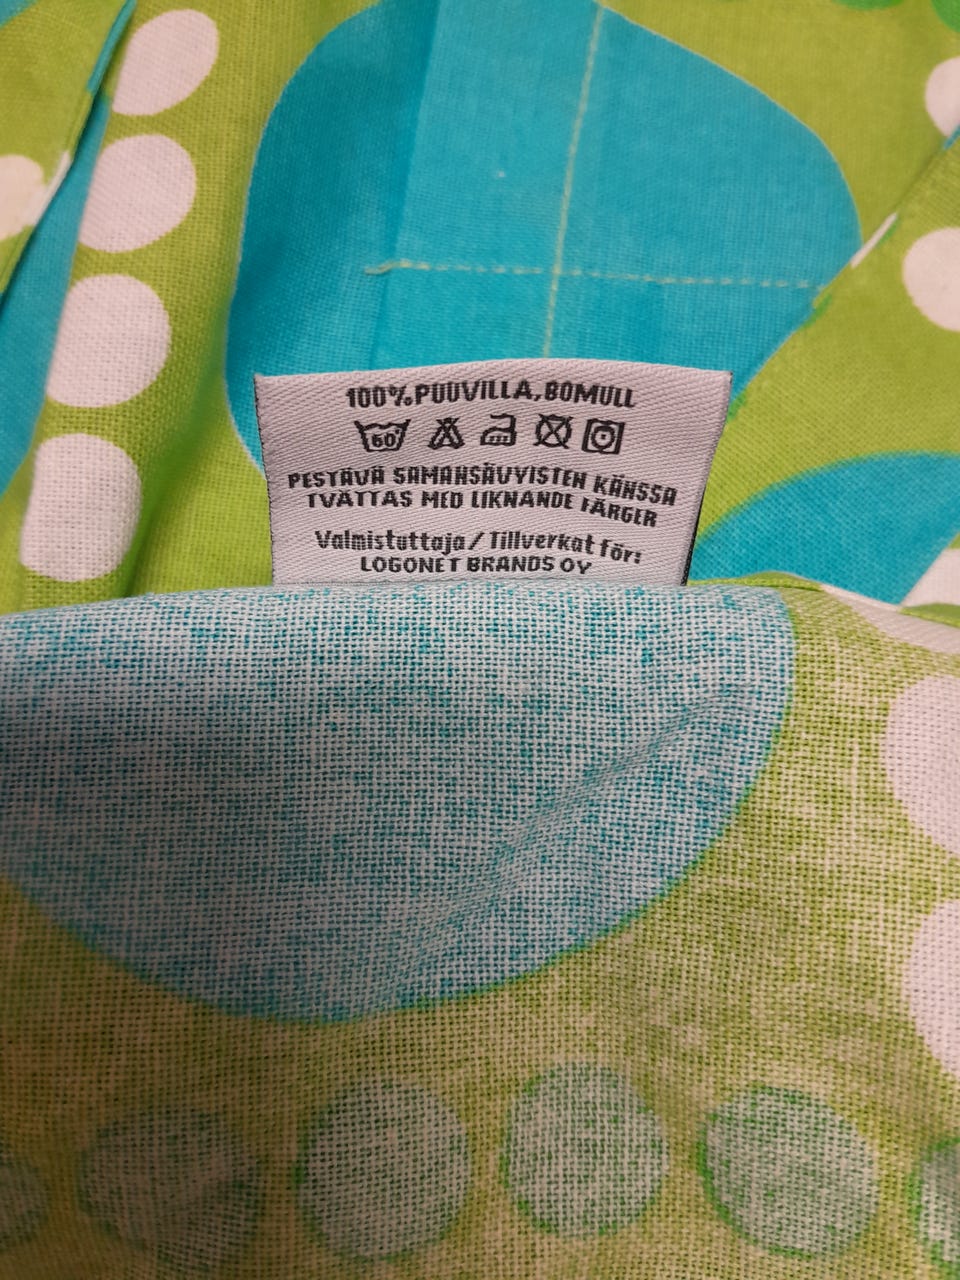 100% PUUVILLA, BOMULL
60
PESTÄVÄ SAMANSÄVYISTEN KANSSA
TVÄTTAS MED LIKNANDE FÄRGER
Valmistuttaja / Tillverkat för:
LOGONET BRANDS OY